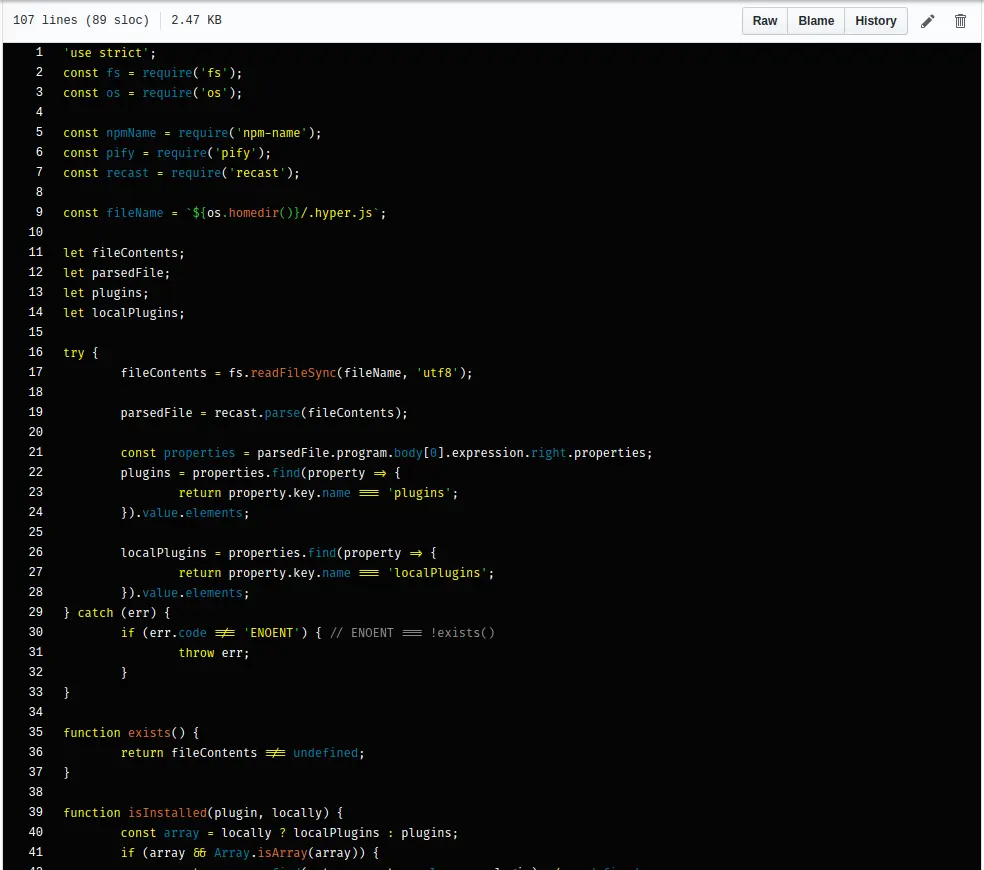 107 lines (89 sloc) 2.47 KB Raw Blame History
1 'use strict';
2 const fs = require('fs');
3 const os = require('os');
4
5 const npmName = require('npm-name');
6 const pify = require('pify');
7 const recast = require('recast');
8
9 const fileName = `${os.homedir()}/.hyper.js`;
10
11 let fileContents;
12 let parsedFile;
13 let plugins;
14 let localPlugins;
15
16 try {
17 fileContents = fs.readFileSync(fileName, 'utf8');
18
19 parsedFile = recast.parse(fileContents);
20
21 const properties = parsedFile.program.body[0].expression.right.properties;
22 plugins = properties.find(property => {
23 return property.key.name === 'plugins';
24 }).value.elements;
25
26 localPlugins = properties.find(property => {
27 return property.key.name === 'localPlugins';
28 }).value.elements;
29 } catch (err) {
30 if (err.code !== 'ENOENT') { // ENOENT === !exists()
31 throw err;
32 }
33 }
34
35 function exists() {
36 return fileContents !== undefined;
37 }
38
39 function isInstalled(plugin, locally) {
40 const array = locally ? localPlugins : plugins;
41 if (array && Array.isArray(array)) {